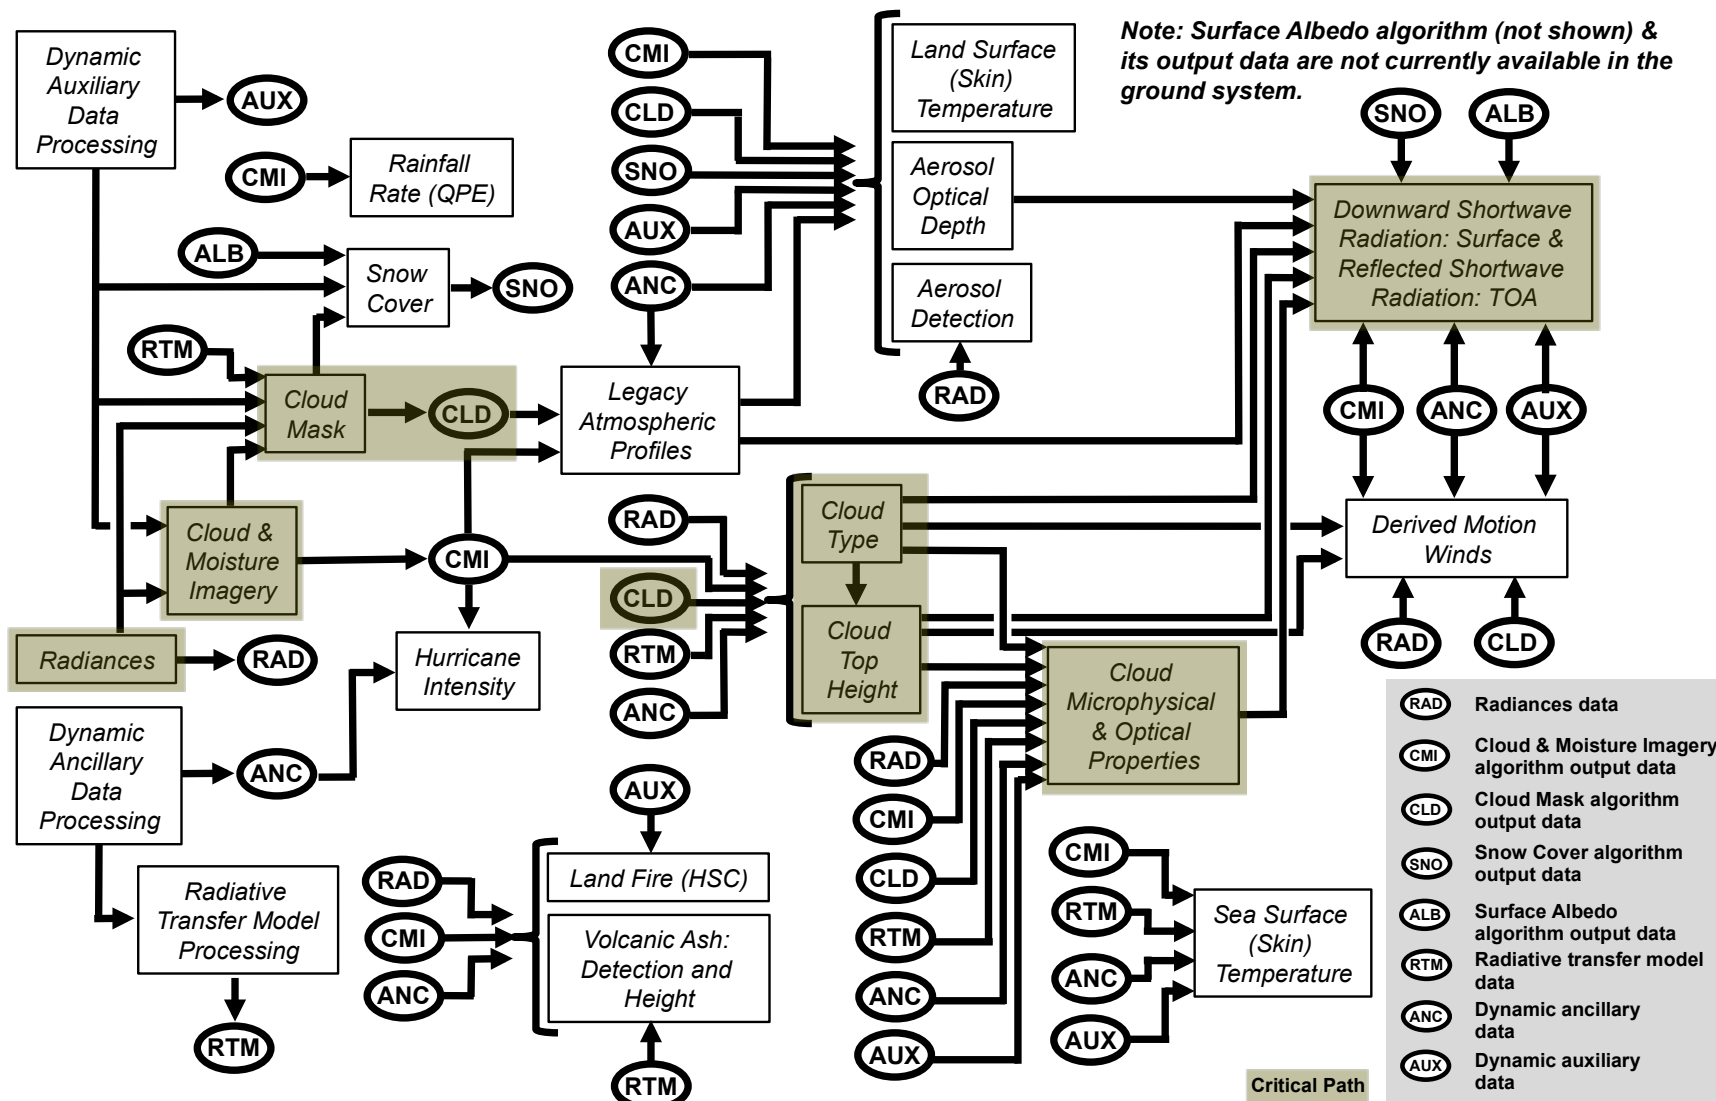 Note: Surface Albedo algorithm (not shown) &
its output data are not currently available in the
ground system.
Dynamic
Auxiliary
Data
Processing
AUX
CMI
Rainfall
Rate (QPE)
ALB
Snow
Cover
SNO
RTM
Cloud
Mask
CLD
Cloud &
Moisture
Imagery
CMI
Radiances
RAD
Hurricane
Intensity
Dynamic
Ancillary
Data
Processing
ANC
Radiative
Transfer Model
Processing
RTM
CMI
CLD
SNO
AUX
ANC
Legacy
Atmospheric
Profiles
Land Surface
(Skin)
Temperature
Aerosol
Optical
Depth
Aerosol
Detection
RAD
RAD
CLD
RTM
ANC
Cloud
Type
Cloud
Top
Height
AUX
RAD
CMI
ANC
Land Fire (HSC)
Volcanic Ash:
Detection and
Height
RTM
RAD
CMI
CLD
RTM
ANC
AUX
Cloud
Microphysical
& Optical
Properties
SNO
ALB
Downward Shortwave
Radiation: Surface &
Reflected Shortwave
Radiation: TOA
CMI
ANC
AUX
Derived Motion
Winds
RAD
CLD
CMI
RTM
ANC
AUX
Sea Surface
(Skin)
Temperature
RAD Radiances data
CMI Cloud & Moisture Imagery
algorithm output data
CLD Cloud Mask algorithm
output data
SNO Snow Cover algorithm
output data
ALB Surface Albedo
algorithm output data
RTM Radiative transfer model
data
ANC Dynamic ancillary
data
AUX Dynamic auxiliary
data
Critical Path